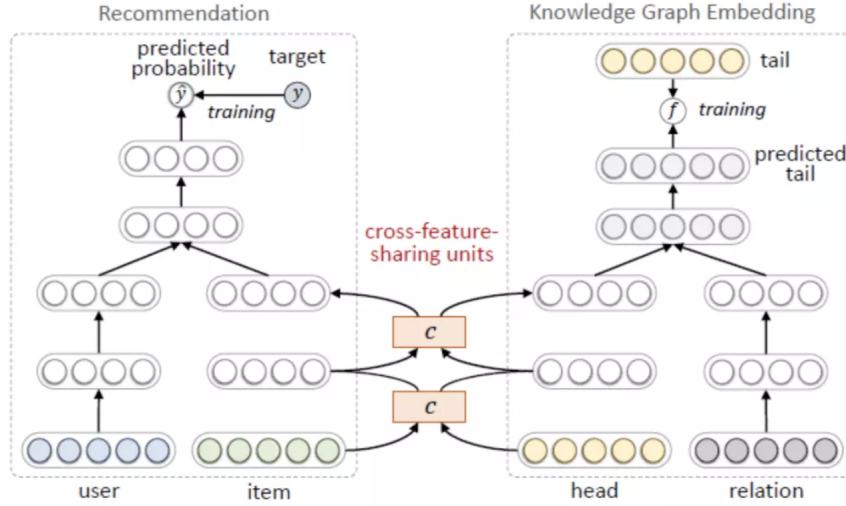 Recommendation
Knowledge Graph Embedding
predicted
probability
target
ŷ
y
training
tail
f
training
predicted
tail
cross-feature-
sharing units
c
c
user
item
head
relation